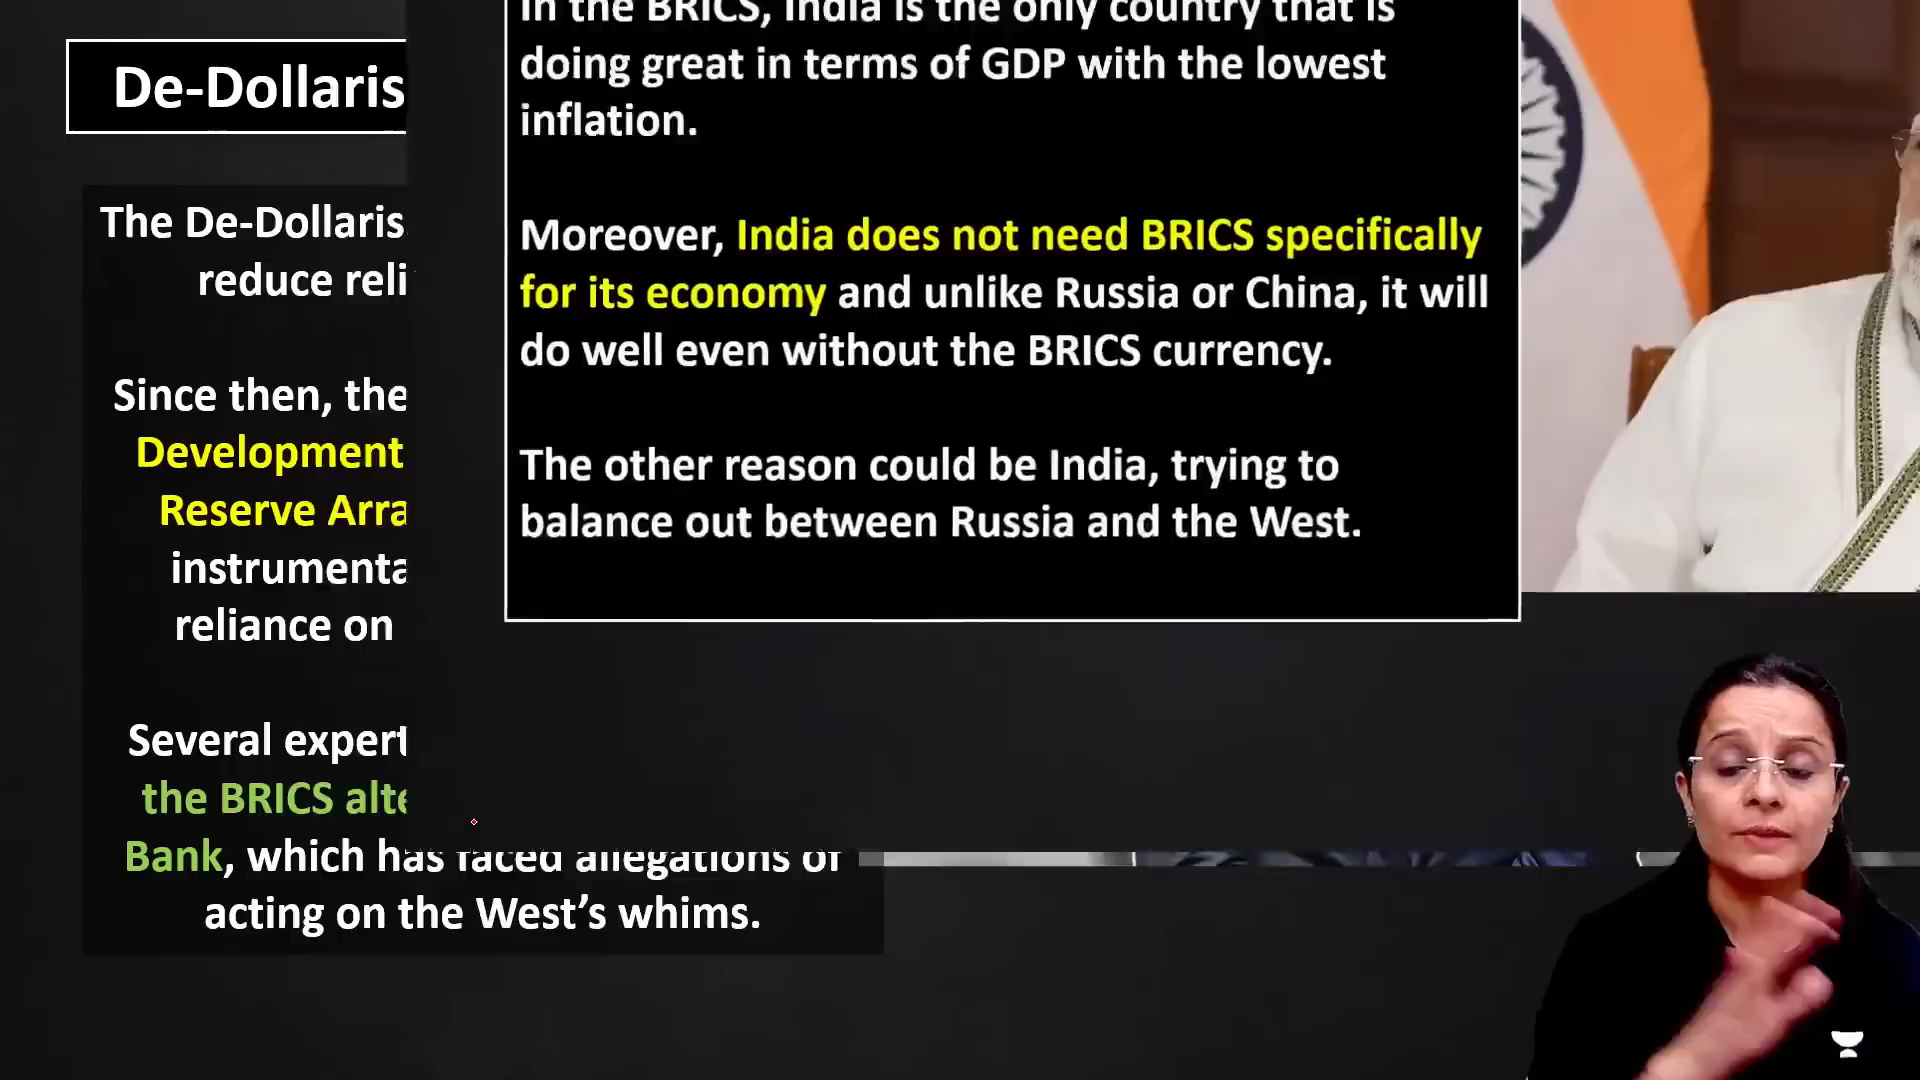 De-Dollaris
The De-Dollaris
reduce reli
Since then, the
Development
Reserve Arra
instrumenta
reliance on
Several expert
the BRICS alte
Bank, which has faced allegations of
acting on the West’s whims.
In the BRICS, India is the only country that is
doing great in terms of GDP with the lowest
inflation.
Moreover, India does not need BRICS specifically
for its economy and unlike Russia or China, it will
do well even without the BRICS currency.
The other reason could be India, trying to
balance out between Russia and the West.